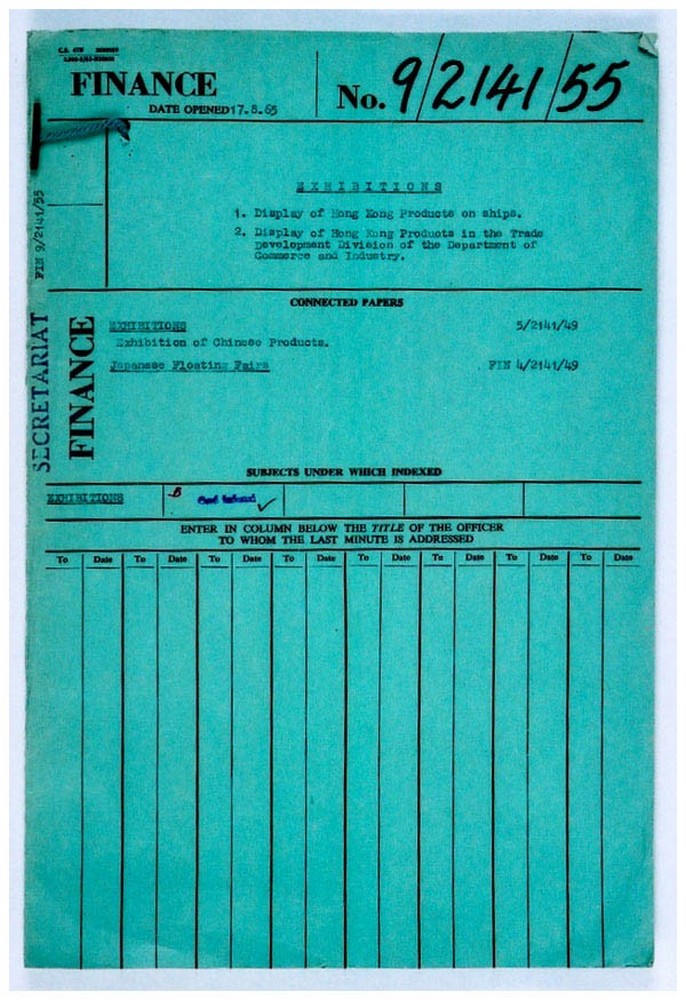 FINANCE
DATE OPENED 17.8.65
No. 9/2141/55
FIN 9/2141/55
SECRETARIAT
FINANCE
EXHIBITIONS
1. Display of Hong Kong Products on ships.
2. Display of Hong Kong Products in the Trade
Development Division of the Department of
Commerce and Industry.
CONNECTED PAPERS
EXHIBITIONS 5/2141/49
Exhibition of Chinese Products.
Japanese Floating Fairs FIN 4/2141/49
SUBJECTS UNDER WHICH INDEXED
EXHIBITIONS
ENTER IN COLUMN BELOW THE TITLE OF THE OFFICER
TO WHOM THE LAST MINUTE IS ADDRESSED
To Date To Date To Date To Date To Date To Date To Date To Date